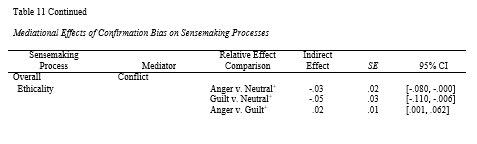 Table 11 Continued
Mediational Effects of Confirmation Bias on Sensemaking Processes
Sensemaking Relative Effect Indirect
Process Mediator Comparison Effect SE 95% CI
Overall Conflict
Ethicality Anger v. Neutral+ -.03 .02 [-.080, -.000]
Guilt v. Neutral+ -.05 .03 [-.110, -.006]
Anger v. Guilt+ .02 .01 [.001, .062]